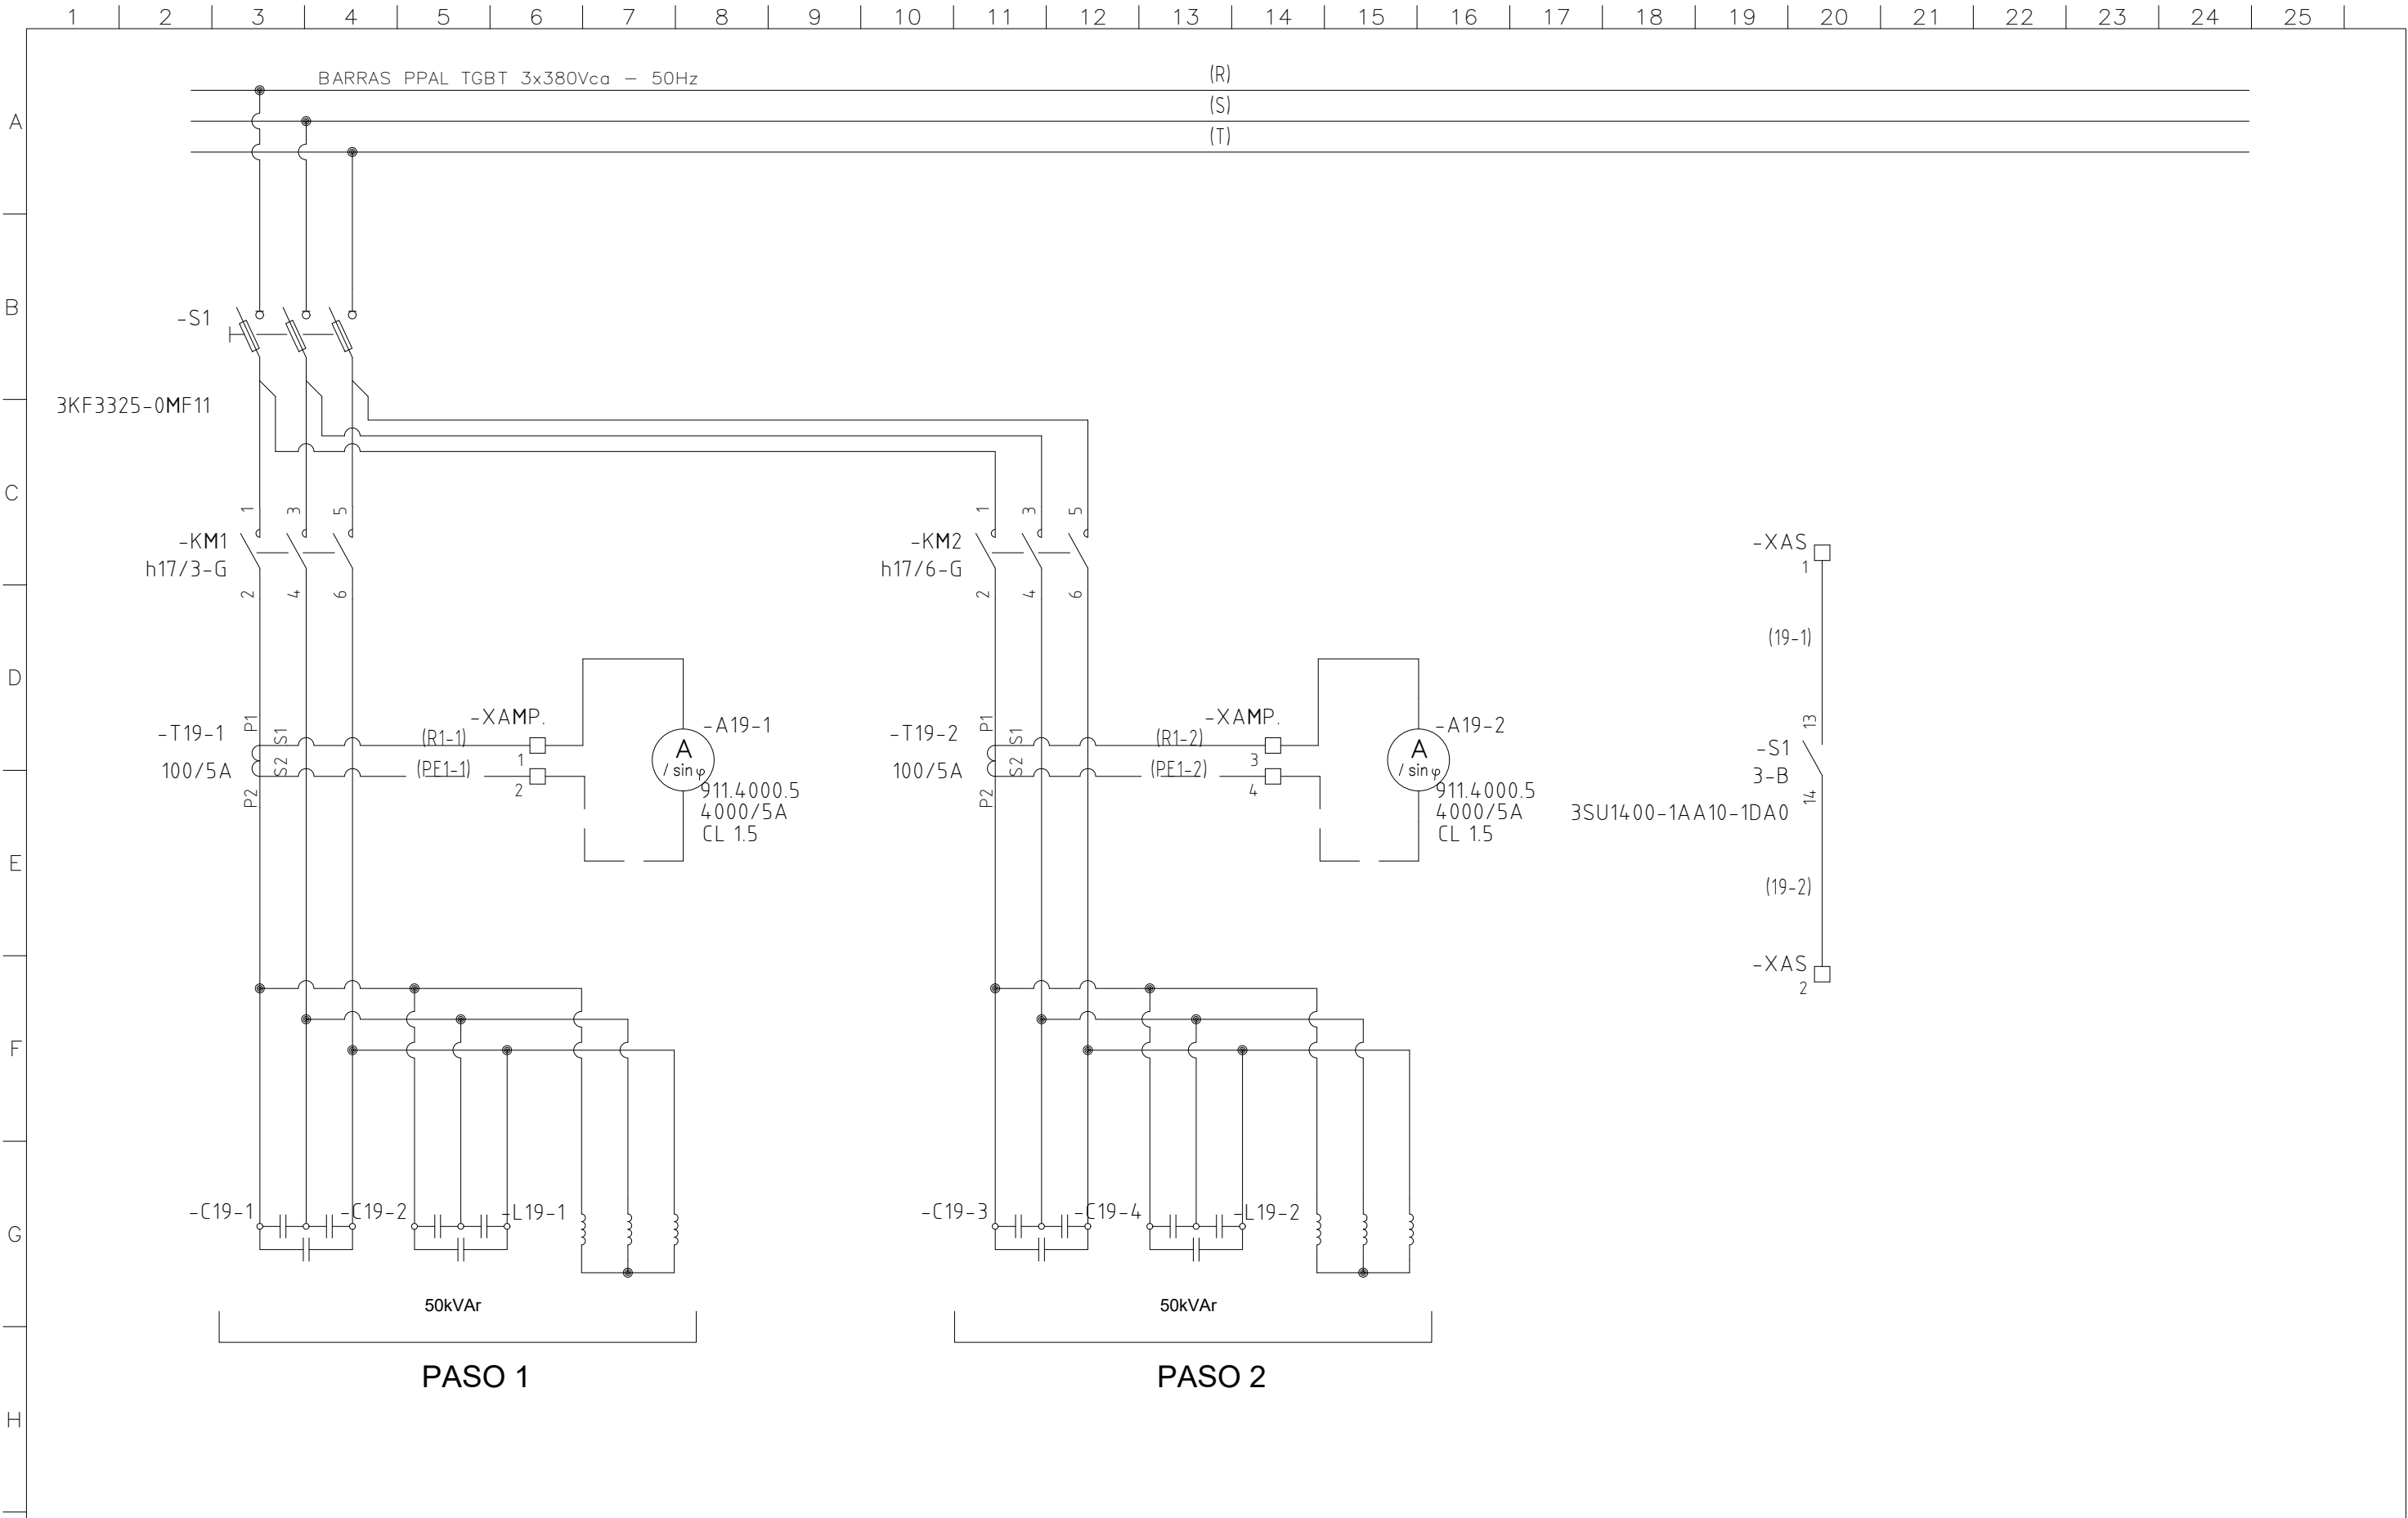 1 2 3 4 5 6 7 8 9 10 11 12 13 14 15 16 17 18 19 20 21 22 23 24 25
BARRAS PPAL TGBT 3x380Vca – 50Hz
(R)
(S)
(T)
A
B
C
D
E
F
G
H
-S1
3KF3325-0MF11
1 3 5
-KM1
h17/3-G
2 4 6
1 3 5
-KM2
h17/6-G
2 4 6
-T19-1
100/5A
P1
S1
S2
P2
(R1-1)
(PE1-1)
-XAMP.
1
2
A
/ sin φ
-A19-1
911.4000.5
4000/5A
CL 1.5
-T19-2
100/5A
P1
S1
S2
P2
(R1-2)
(PE1-2)
-XAMP.
3
4
A
/ sin φ
-A19-2
911.4000.5
4000/5A
CL 1.5
-XAS
1
(19-1)
13
-S1
3-B
14
3SU1400-1AA10-1DA0
(19-2)
-XAS
2
-C19-1
-C19-2
-L19-1
50kVAr
PASO 1
-C19-3
-C19-4
-L19-2
50kVAr
PASO 2